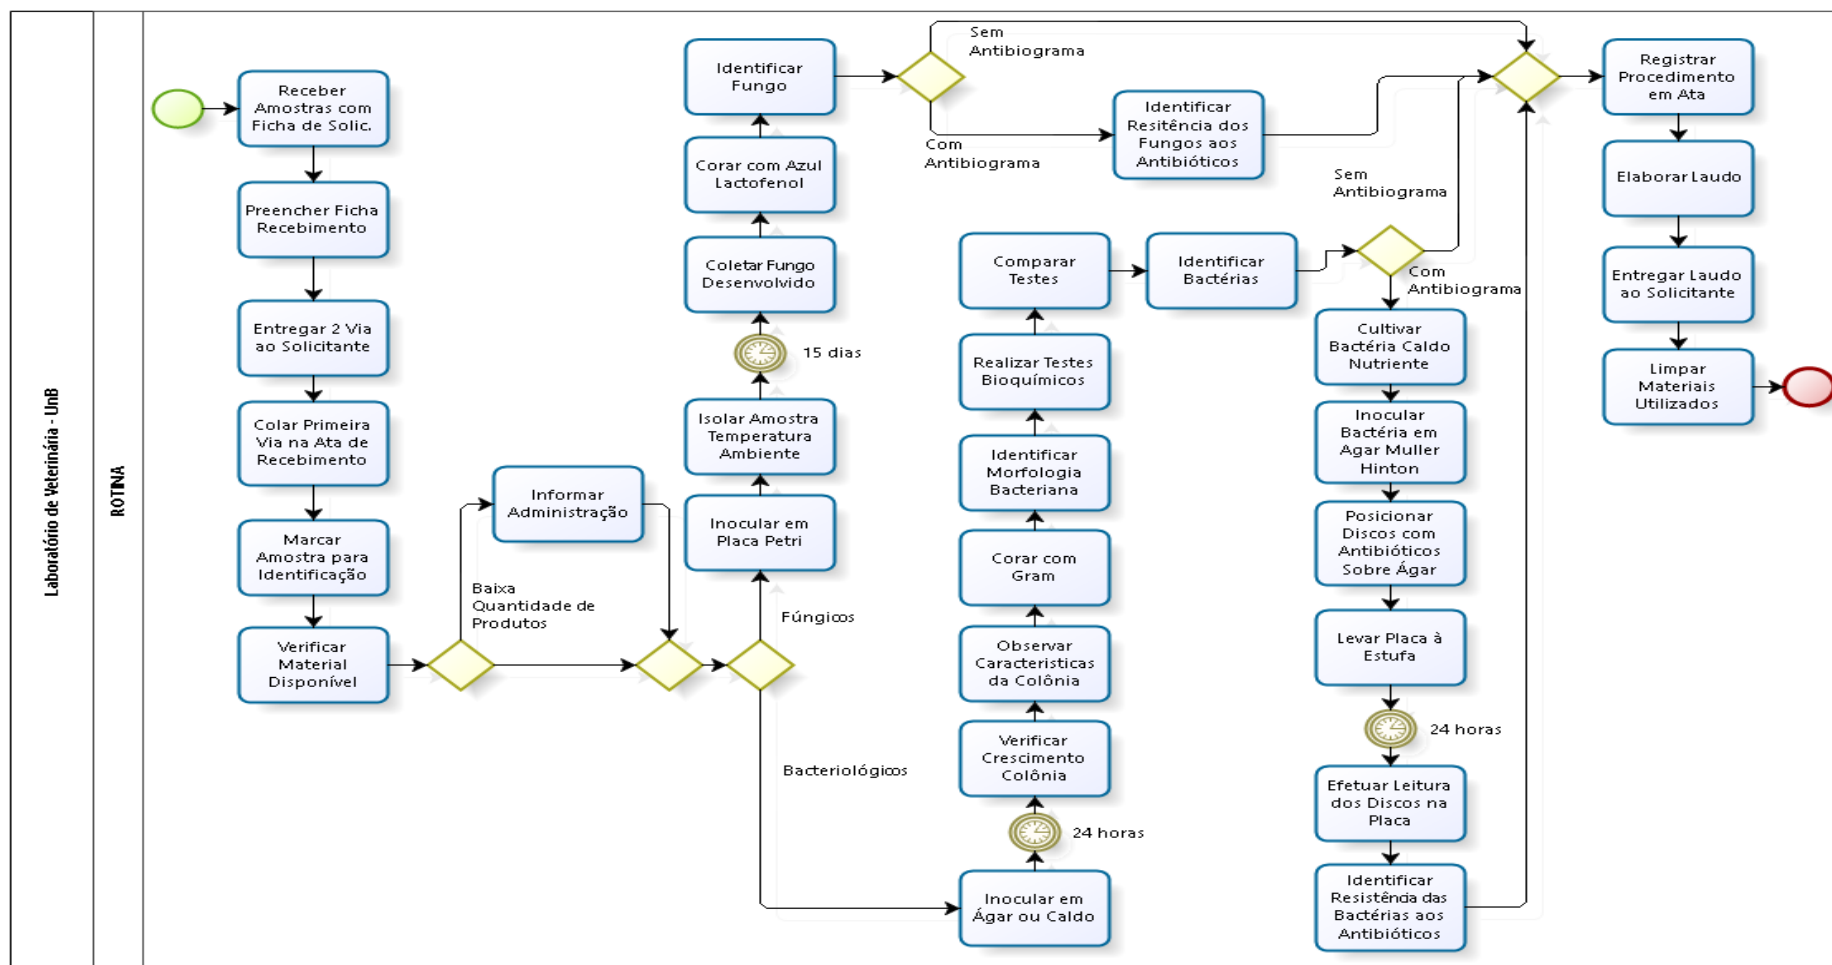 Laboratório de Veterinária - UnB
ROTINA
Receber
Amostras com
Ficha de Solic.
Preencher Ficha
Recebimento
Entregar 2 Via
ao Solicitante
Colar Primeira
Via na Ata de
Recebimento
Marcar
Amostra para
Identificação
Verificar
Material
Disponível
Baixa
Quantidade de
Produtos
Informar
Administração
Fúngicos
Bacteriológicos
Inocular em
Placa Petri
Isolar Amostra
Temperatura
Ambiente
15 dias
Coletar Fungo
Desenvolvido
Corar com Azul
Lactofenol
Identificar
Fungo
Sem
Antibiograma
Com
Antibiograma
Identificar
Resitência dos
Fungos aos
Antibióticos
Inocular em
Ágar ou Caldo
24 horas
Verificar
Crescimento
Colônia
Observar
Caracteristicas
da Colônia
Corar com
Gram
Identificar
Morfologia
Bacteriana
Realizar Testes
Bioquímicos
Comparar
Testes
Identificar
Bactérias
Sem
Antibiograma
Com
Antibiograma
Cultivar
Bactéria Caldo
Nutriente
Inocular
Bactéria em
Agar Muller
Hinton
Posicionar
Discos com
Antibióticos
Sobre Ágar
Levar Placa à
Estufa
24 horas
Efetuar Leitura
dos Discos na
Placa
Identificar
Resistência das
Bactérias aos
Antibióticos
Registrar
Procedimento
em Ata
Elaborar Laudo
Entregar Laudo
ao Solicitante
Limpar
Materiais
Utilizados